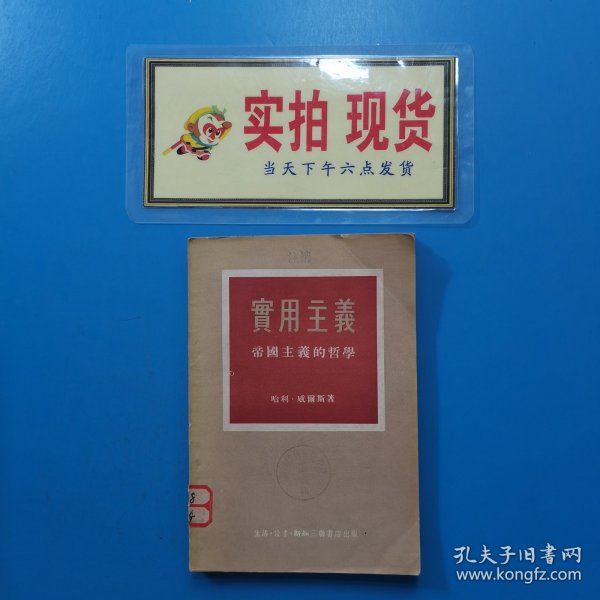 实拍 现货
当天下午六点发货
注销
實用主義
帝國主義的哲學
哈利·威爾斯著
生活·讀書·新知三聯書店出版
孔夫子旧书网
www.kongfz.com